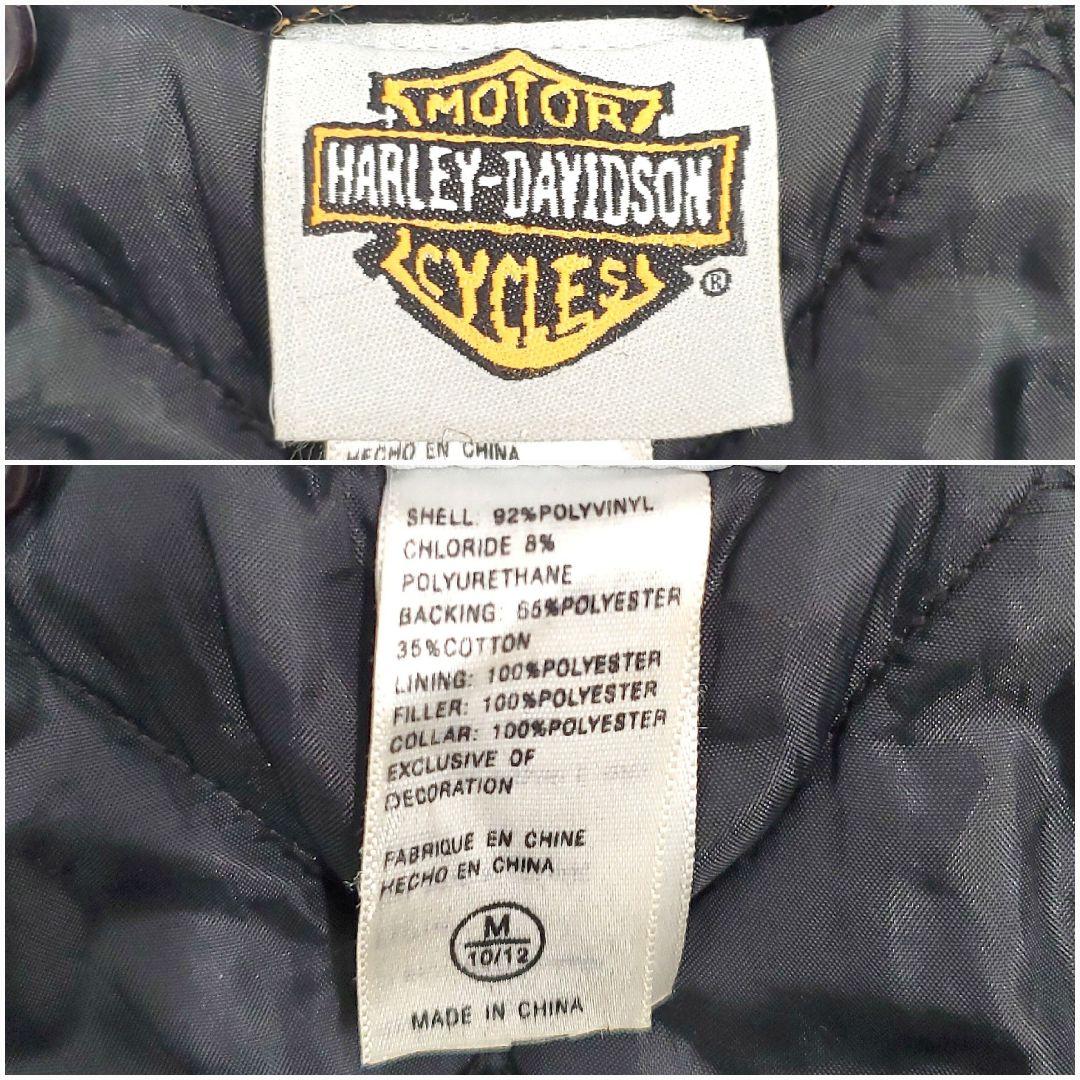 MOTOR
HARLEY-DAVIDSON
CYCLES
®
HECHO EN CHINA
SHELL: 92%POLYVINYL
CHLORIDE 8%
POLYURETHANE
BACKING: 65%POLYESTER
35%COTTON
LINING: 100%POLYESTER
FILLER: 100%POLYESTER
COLLAR: 100%POLYESTER
EXCLUSIVE OF
DECORATION
FABRIQUE EN CHINE
HECHO EN CHINA
M
10/12
MADE IN CHINA